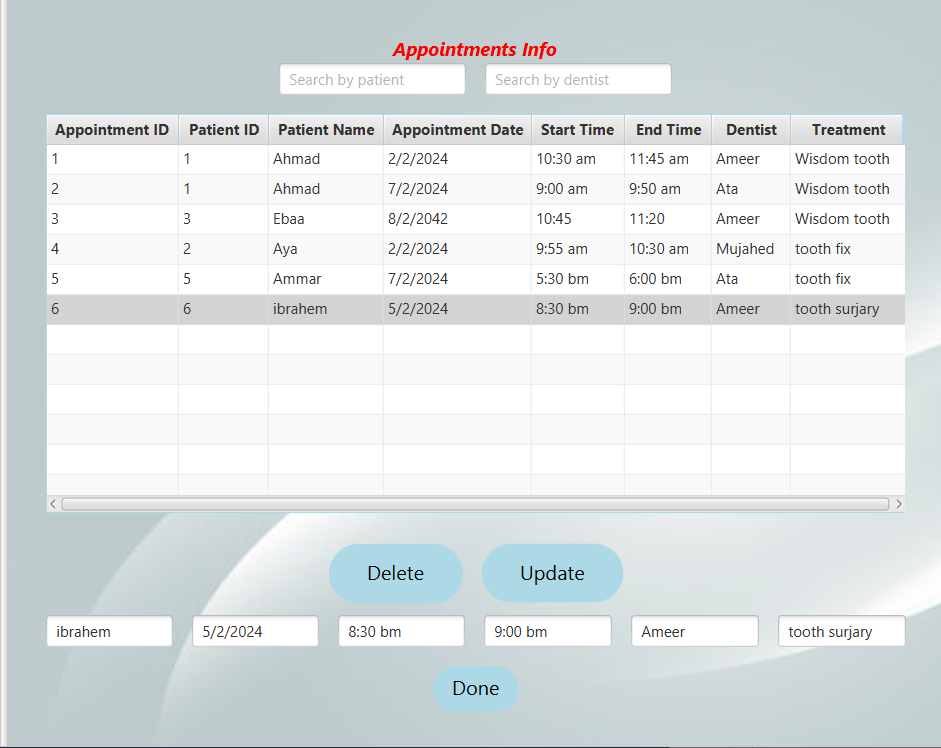 Appointments Info
Search by patient Search by dentist
Appointment ID Patient ID Patient Name Appointment Date Start Time End Time Dentist Treatment
1 1 Ahmad 2/2/2024 10:30 am 11:45 am Ameer Wisdom tooth
2 1 Ahmad 7/2/2024 9:00 am 9:50 am Ata Wisdom tooth
3 3 Ebaa 8/2/2042 10:45 11:20 Ameer Wisdom tooth
4 2 Aya 2/2/2024 9:55 am 10:30 am Mujahed tooth fix
5 5 Ammar 7/2/2024 5:30 bm 6:00 bm Ata tooth fix
6 6 ibrahem 5/2/2024 8:30 bm 9:00 bm Ameer tooth surjary
Delete Update
ibrahem 5/2/2024 8:30 bm 9:00 bm Ameer tooth surjary
Done